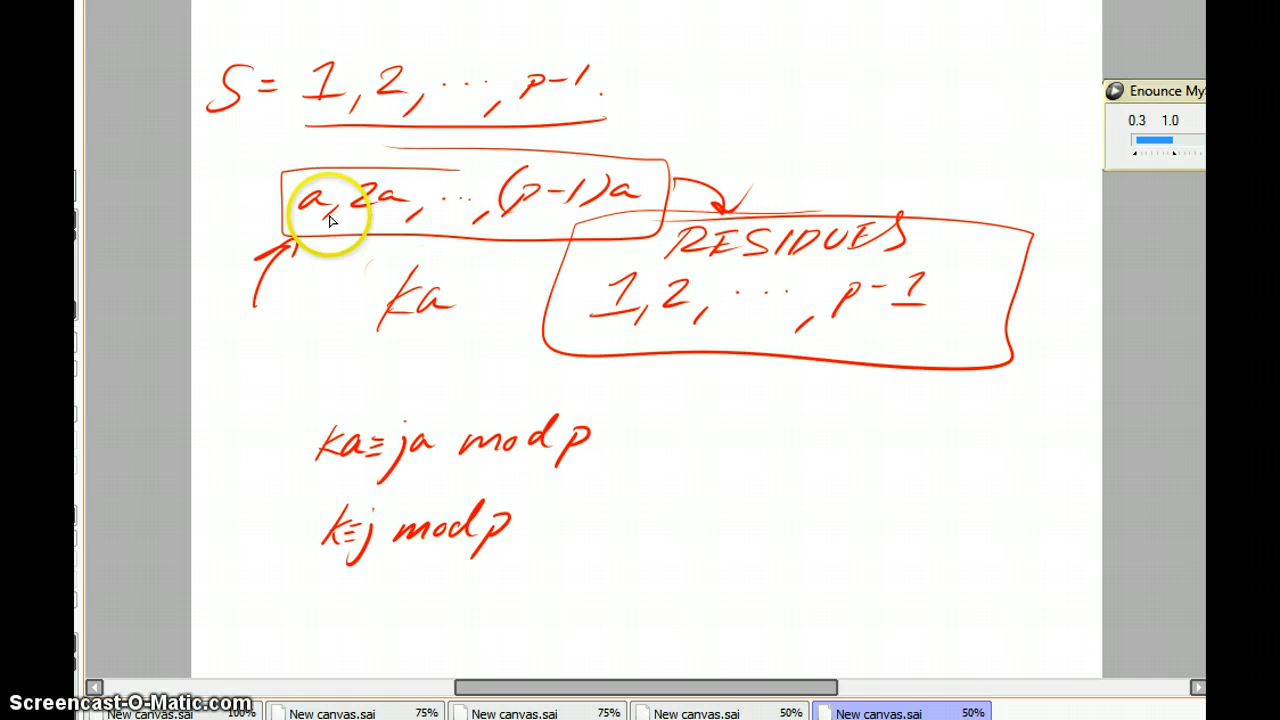 S = 1, 2, ..., p-1.
a, 2a, ..., (p-1)a
RESIDUES
1, 2, ..., p-1
ka
ka≡ja mod p
k≡j mod p
Enounce My
0.3 1.0
Screencast-O-Matic.com
New canvas.sai 100% New canvas.sai 75% New canvas.sai 75% New canvas.sai 50% New canvas.sai 50%